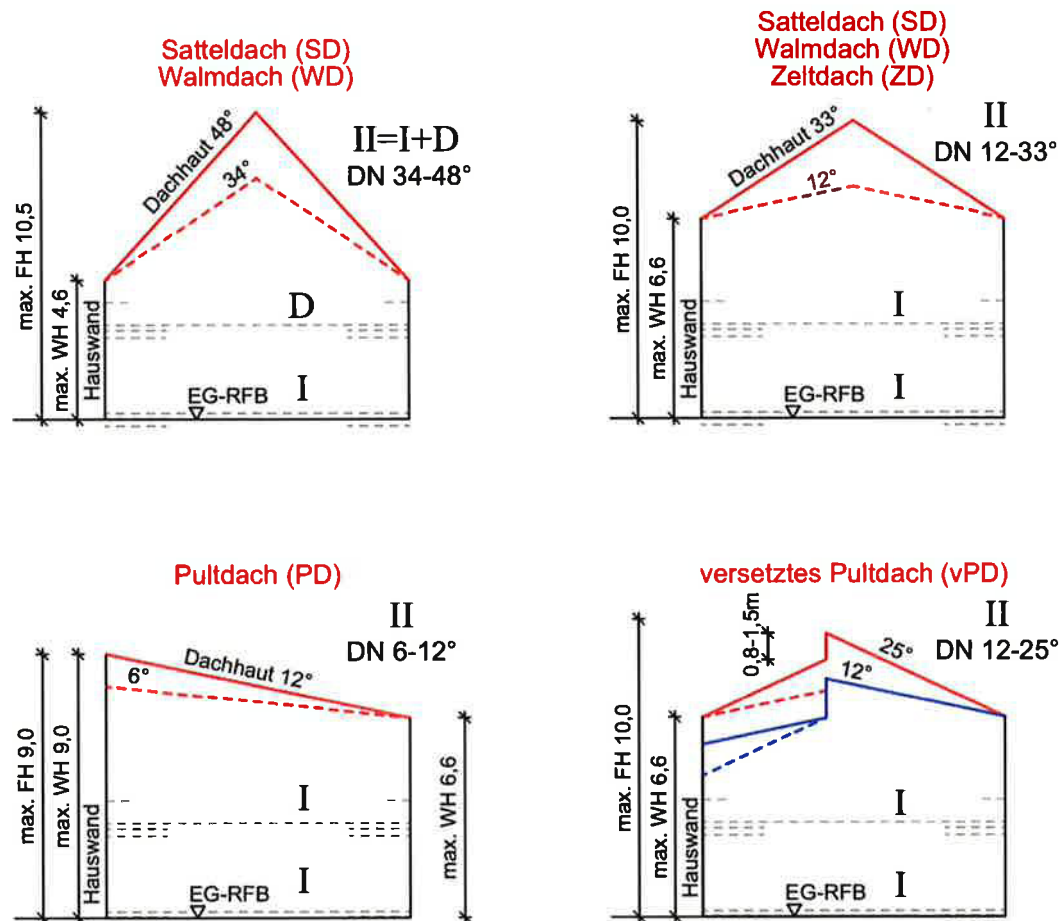 Satteldach (SD)
Walmdach (WD)
II=I+D
DN 34-48°
Dachhaut 48°
34°
max. FH 10,5
max. WH 4,6
Hauswand
D
I
EG-RFB
Satteldach (SD)
Walmdach (WD)
Zeltdach (ZD)
II
DN 12-33°
Dachhaut 33°
12°
max. FH 10,0
max. WH 6,6
Hauswand
I
I
EG-RFB
Pultdach (PD)
II
DN 6-12°
Dachhaut 12°
6°
max. FH 9,0
max. WH 9,0
Hauswand
max. WH 6,6
I
I
EG-RFB
versetztes Pultdach (vPD)
II
DN 12-25°
0,8-1,5m
25°
12°
max. FH 10,0
max. WH 6,6
Hauswand
I
I
EG-RFB